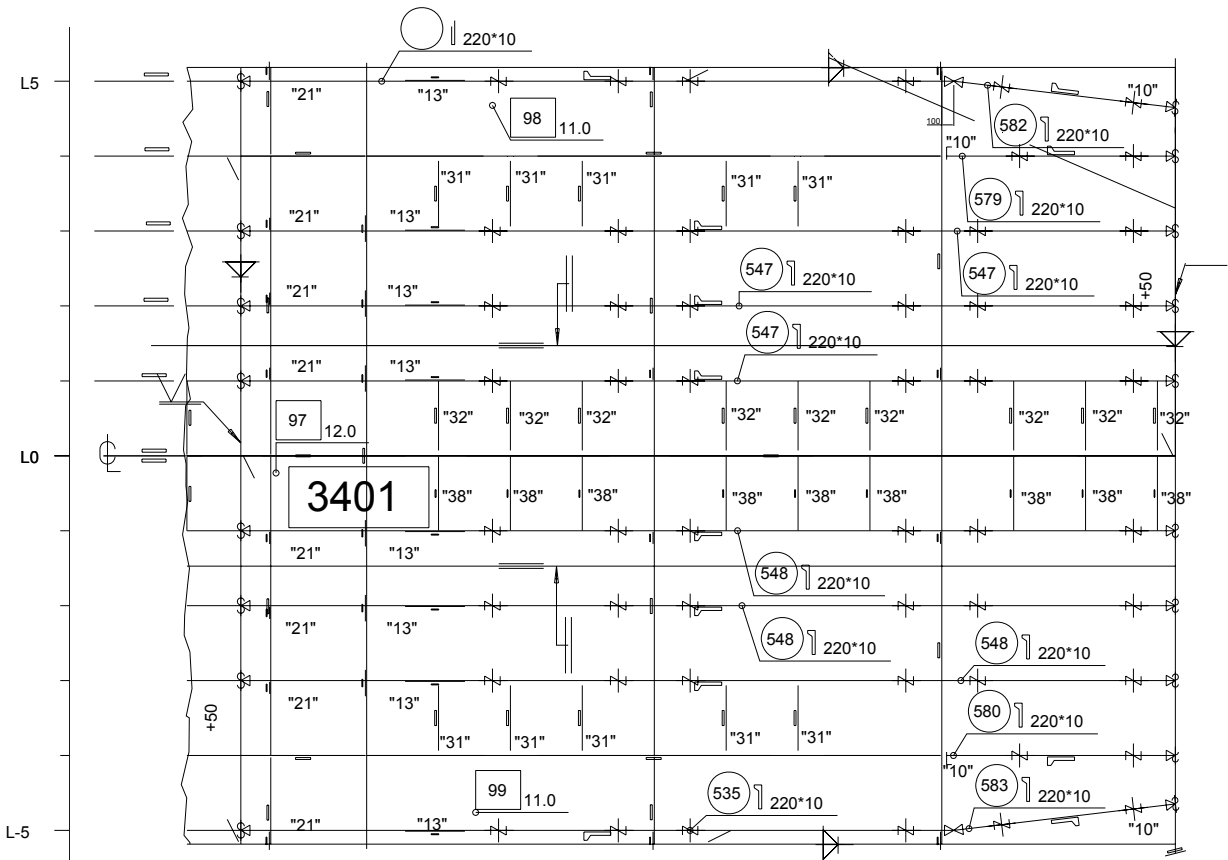 220*10
L5
"21" "13" "10"
98 11.0
100 582 220*10
"10"
"31" "31" "31" "31" "31"
579 220*10
"21" "13"
547 220*10 547 220*10
"21" "13" +50
547 220*10
"21" "13"
97 12.0
"32" "32" "32" "32" "32" "32" "32" "32" "32"
L0
3401
"38" "38" "38" "38" "38" "38" "38" "38" "38"
"21" "13"
548 220*10
"21" "13"
548 220*10 548 220*10
"21" "13"
+50
580 220*10
"31" "31" "31" "31" "31"
"10"
99 11.0
535 220*10 583 220*10
L-5
"21" "13" "10"